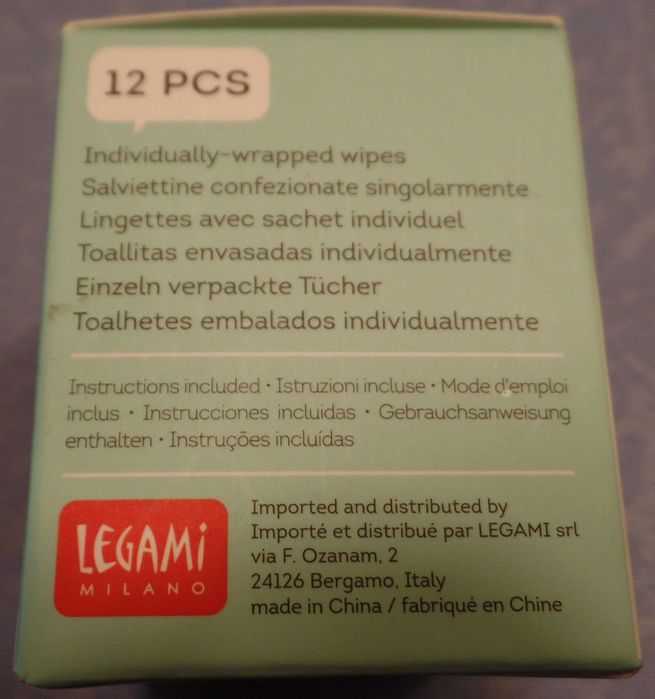 12 PCS
Individually-wrapped wipes
Salviettine confezionate singolarmente
Lingettes avec sachet individuel
Toallitas envasadas individualmente
Einzeln verpackte Tücher
Toalhetes embalados individualmente
Instructions included • Istruzioni incluse • Mode d'emploi
inclus • Instrucciones incluidas • Gebrauchsanweisung
enthalten • Instruções incluídas
LEGAMi
MILANO
Imported and distributed by
Importé et distribué par LEGAMI srl
via F. Ozanam, 2
24126 Bergamo, Italy
made in China / fabriqué en Chine